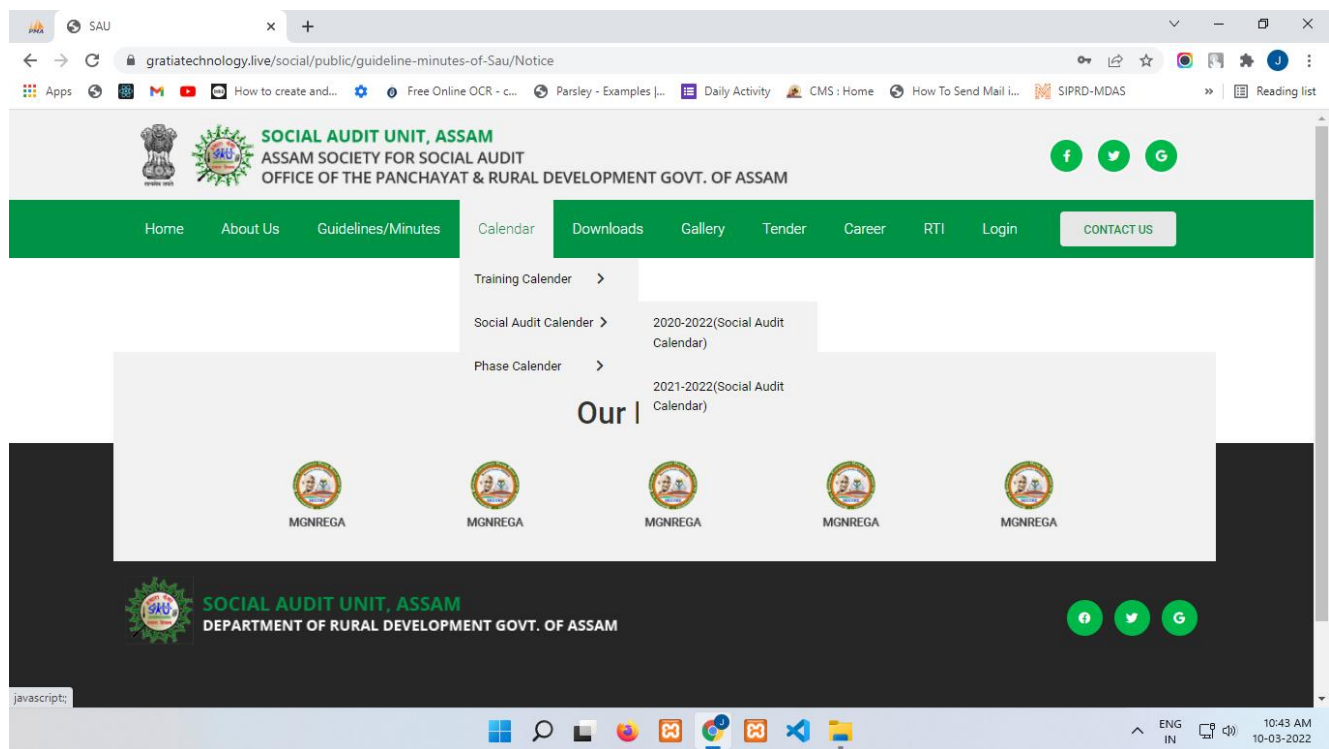 SAU
gratiatechnology.live/social/public/guideline-minutes-of-Sau/Notice
Apps How to create and... Free Online OCR - c... Parsley - Examples |... Daily Activity CMS : Home How To Send Mail i... SIPRD-MDAS » Reading list
SOCIAL AUDIT UNIT, ASSAM
ASSAM SOCIETY FOR SOCIAL AUDIT
OFFICE OF THE PANCHAYAT & RURAL DEVELOPMENT GOVT. OF ASSAM
Home About Us Guidelines/Minutes Calendar Downloads Gallery Tender Career RTI Login CONTACT US
Training Calender
Social Audit Calender
2020-2022(Social Audit
Calendar)
Phase Calender
2021-2022(Social Audit
Calendar)
Our
MGNREGA MGNREGA MGNREGA MGNREGA MGNREGA
SOCIAL AUDIT UNIT, ASSAM
DEPARTMENT OF RURAL DEVELOPMENT GOVT. OF ASSAM
javascript:;
ENG
IN
10:43 AM
10-03-2022